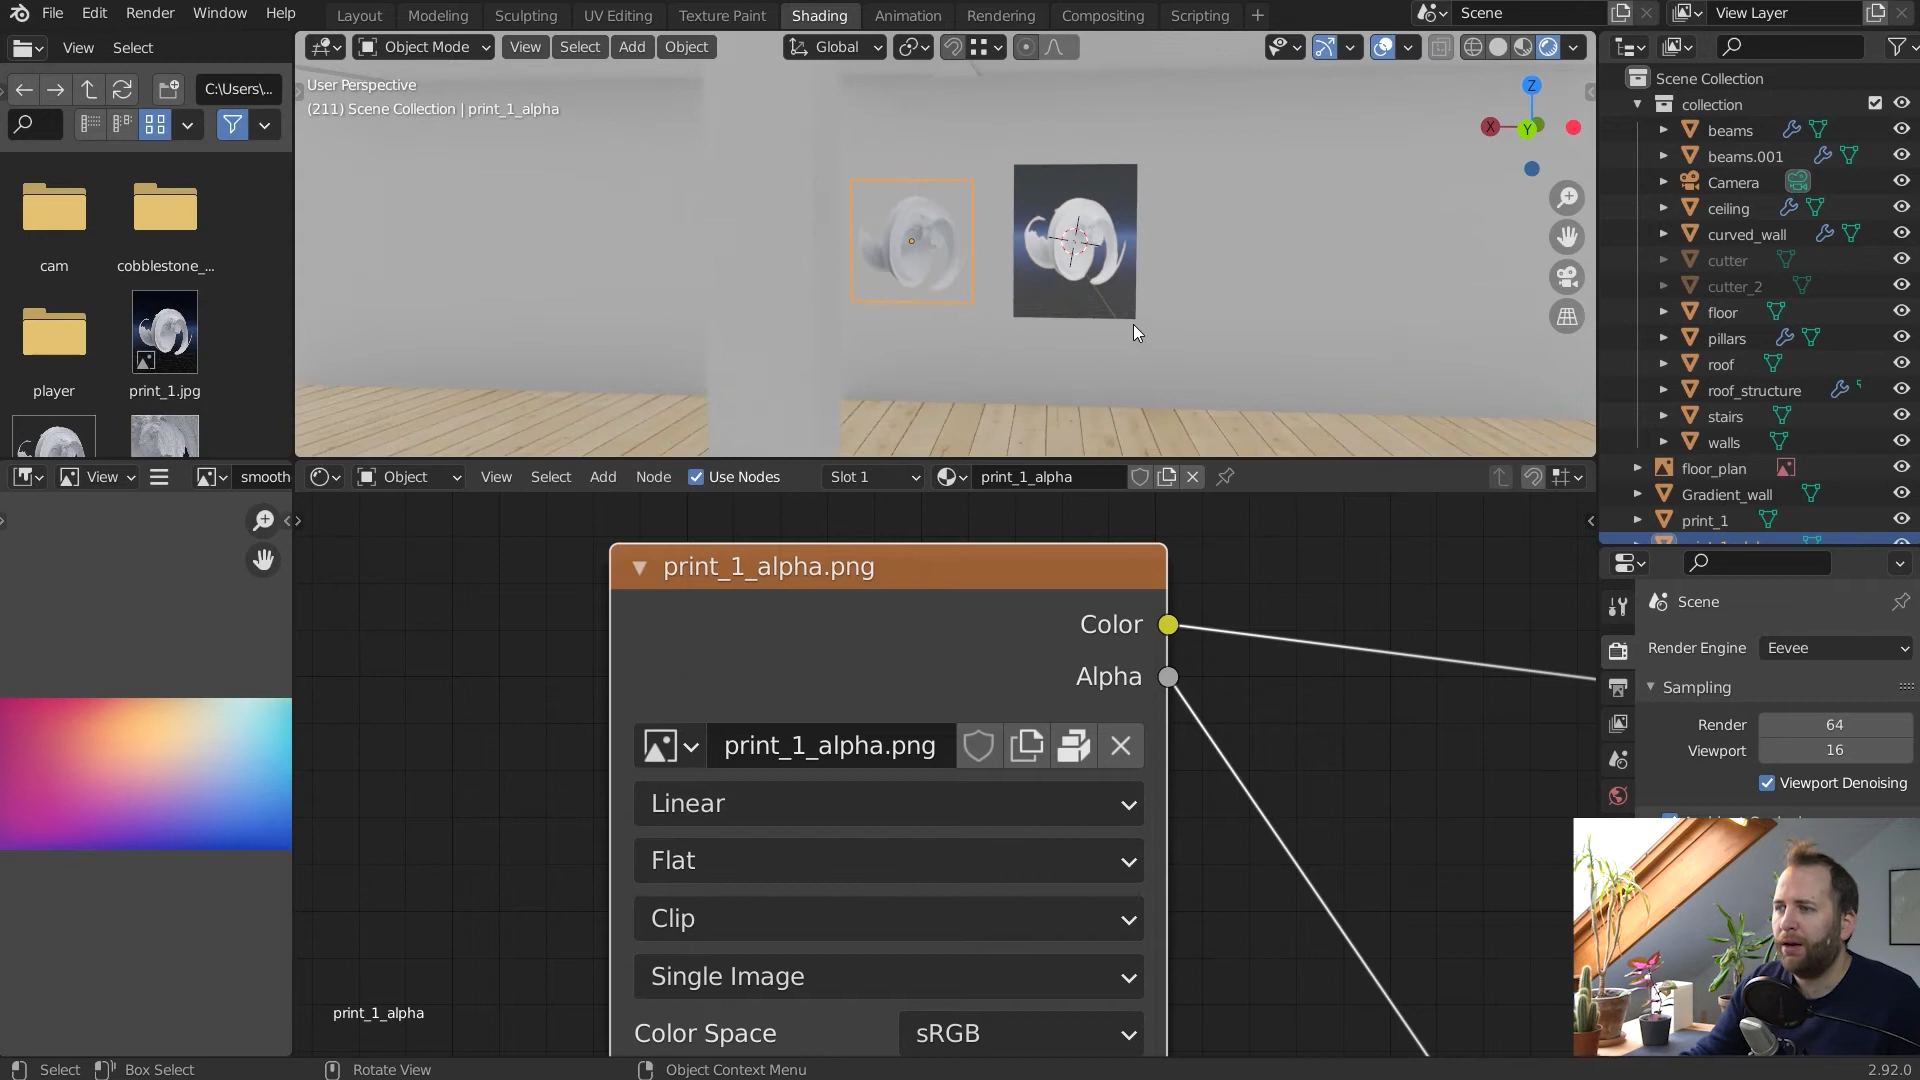 File Edit Render Window Help
Layout Modeling Sculpting UV Editing Texture Paint Shading Animation Rendering Compositing Scripting +
Scene
View Layer
View Select
Object Mode View Select Add Object
Global
C:\Users\...
User Perspective
(211) Scene Collection | print_1_alpha
Z
X
Y
cam
cobblestone_...
player
print_1.jpg
Scene Collection
collection
beams
beams.001
Camera
ceiling
curved_wall
cutter
cutter_2
floor
pillars
roof
roof_structure
stairs
walls
floor_plan
Gradient_wall
print_1
View
smooth
Object View Select Add Node Use Nodes Slot 1 print_1_alpha
print_1_alpha.png
Color
Alpha
print_1_alpha.png
Linear
Flat
Clip
Single Image
Color Space sRGB
print_1_alpha
Scene
Render Engine Eevee
Sampling
Render 64
Viewport 16
Viewport Denoising
Select Box Select Rotate View Object Context Menu
2.92.0